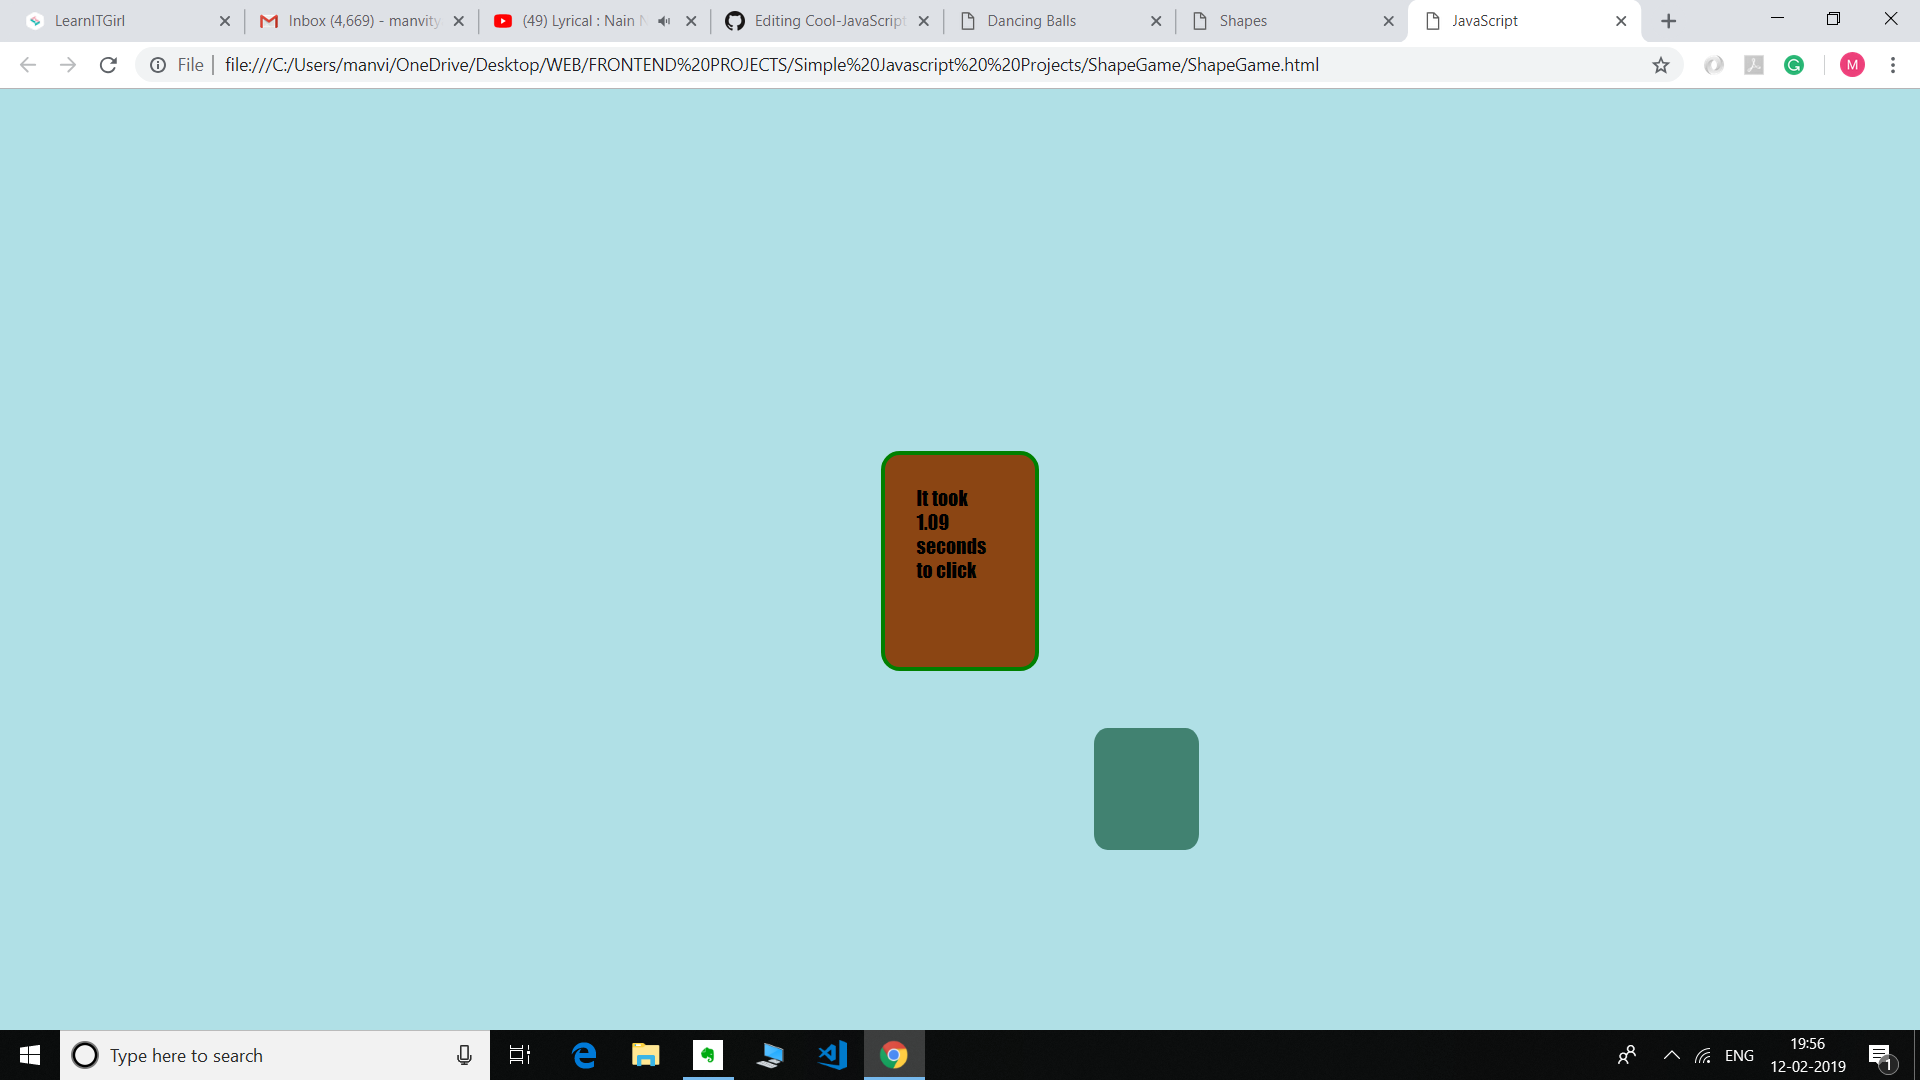 LearnITGirl
Inbox (4,669) - manvity
(49) Lyrical : Nain N
Editing Cool-JavaScript
Dancing Balls
Shapes
JavaScript
File
file:///C:/Users/manvi/OneDrive/Desktop/WEB/FRONTEND%20PROJECTS/Simple%20Javascript%20%20Projects/ShapeGame/ShapeGame.html
M
It took
1.09
seconds
to click
Type here to search
ENG
19:56
12-02-2019
1